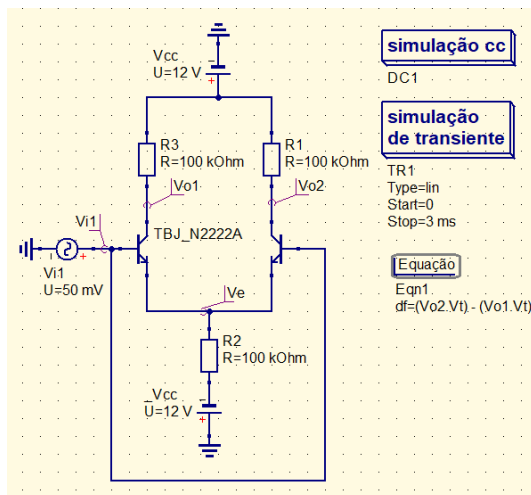 Vcc
U=12 V
simulação cc
DC1
R3
R=100 kOhm
R1
R=100 kOhm
simulação
de transiente
TR1
Type=lin
Start=0
Stop=3 ms
Vo1
Vo2
Vi1
TBJ_N2222A
Vi1
U=50 mV
Equação
Eqn1
df=(Vo2.Vt) - (Vo1.Vt)
Ve
R2
R=100 kOhm
_Vcc
U=12 V